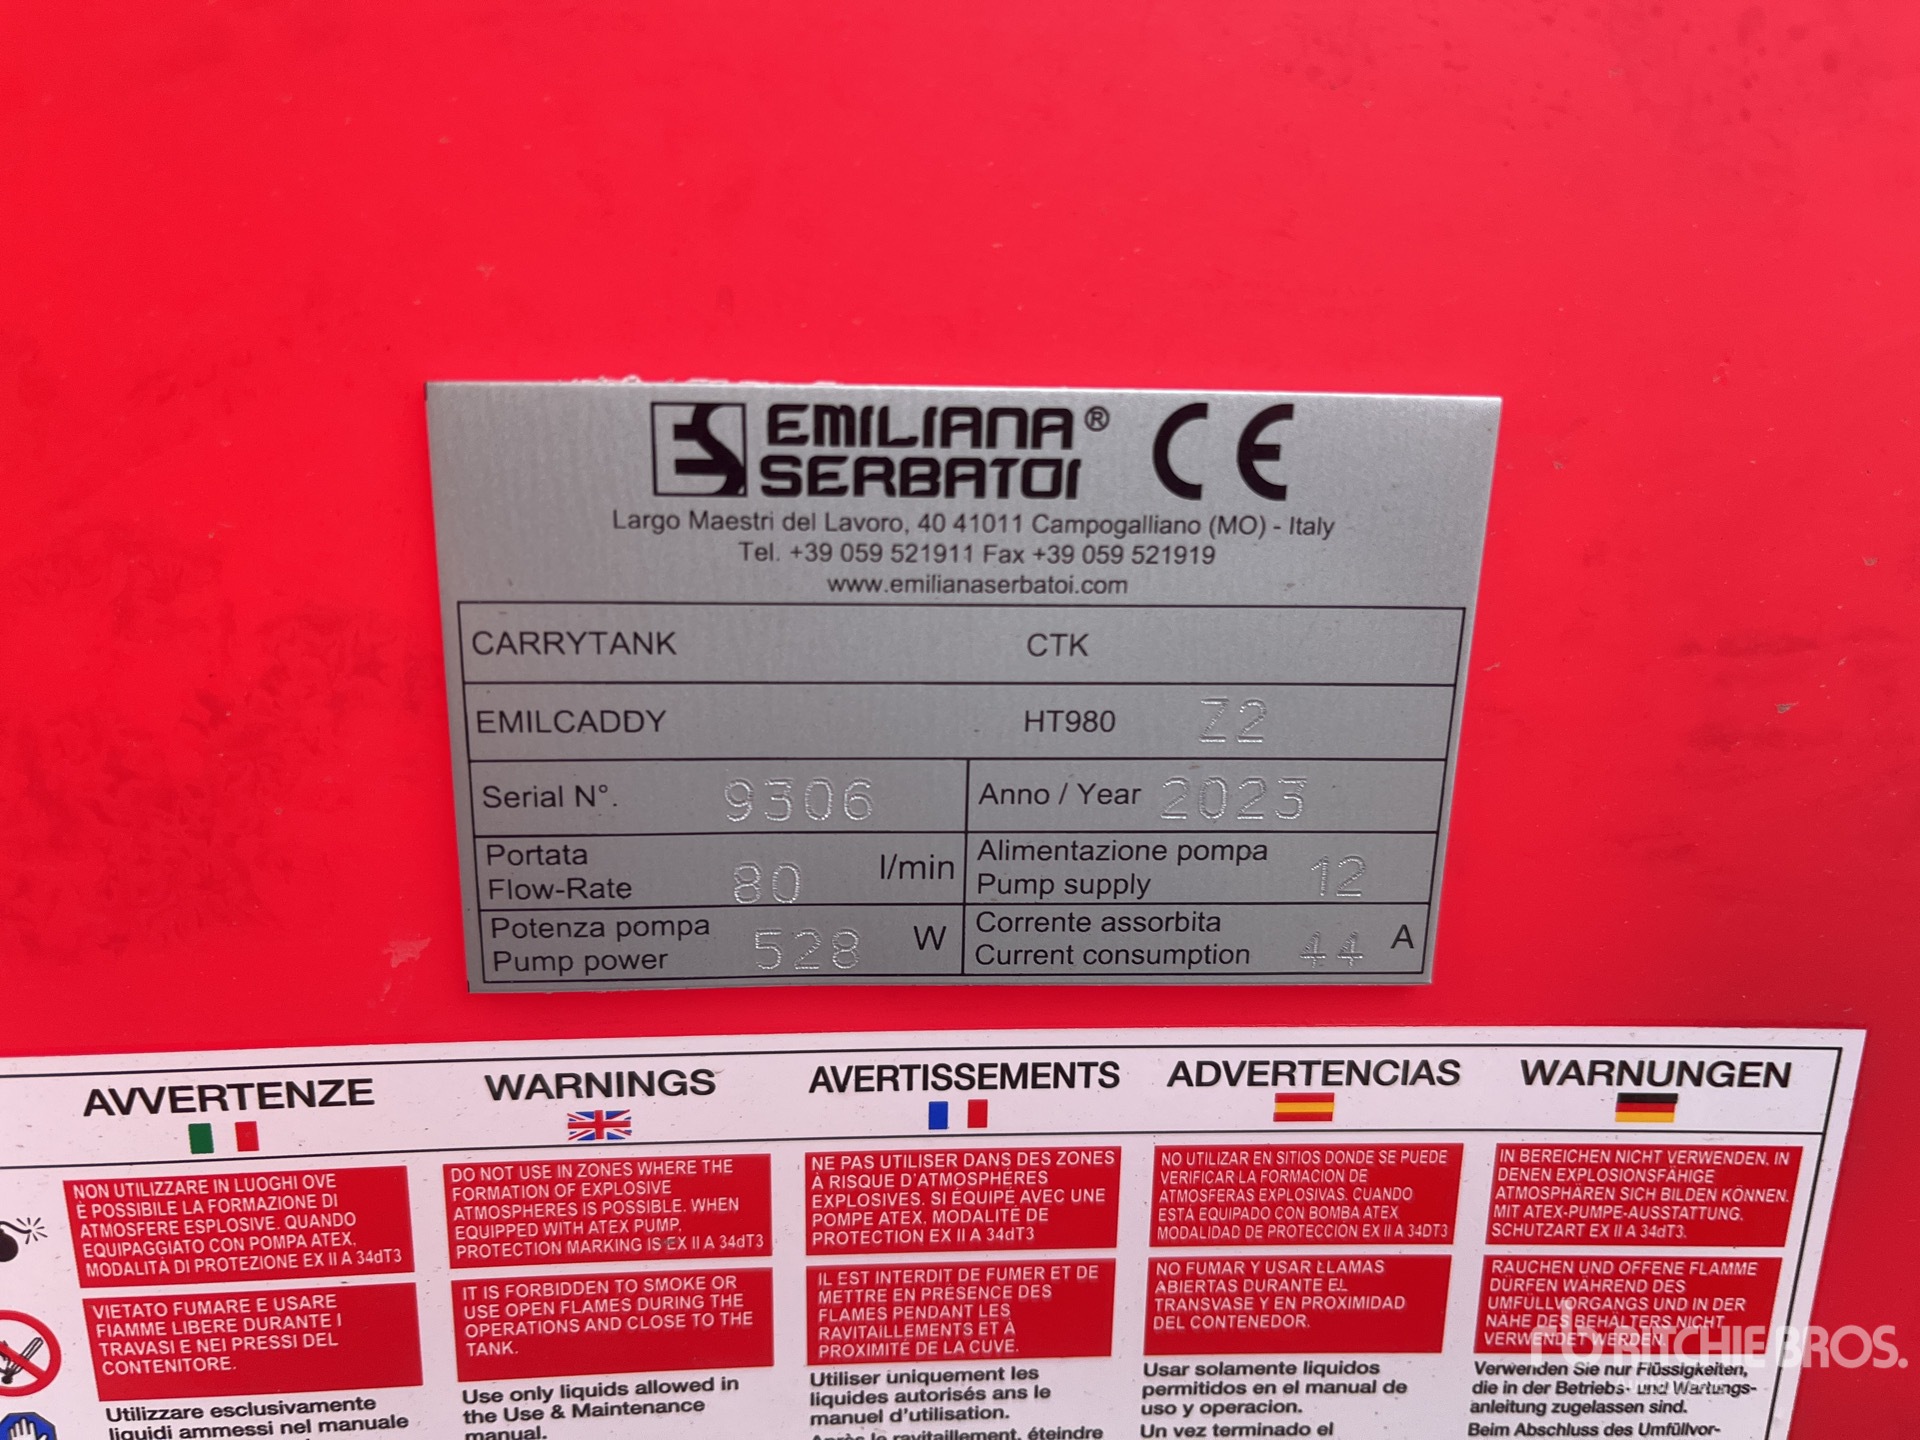 EMILIANA®
SERBATOI CE
Largo Maestri del Lavoro, 40 41011 Campogalliano (MO) - Italy
Tel. +39 059 521911 Fax +39 059 521919
www.emilianaserbatoi.com
CARRYTANK CTK
EMILCADDY HT980 Z2
Serial N°. 9306
Anno / Year 2023
Portata
Flow-Rate 80 l/min
Alimentazione pompa
Pump supply 12
Potenza pompa
Pump power 528 W
Corrente assorbita
Current consumption 44 A
AVVERTENZE
NON UTILIZZARE IN LUOGHI OVE
È POSSIBILE LA FORMAZIONE DI
ATMOSFERE ESPLOSIVE. QUANDO
EQUIPAGGIATO CON POMPA ATEX,
MODALITÀ DI PROTEZIONE EX II A 34dT3
VIETATO FUMARE E USARE
FIAMME LIBERE DURANTE I
TRAVASI E NEI PRESSI DEL
CONTENITORE.
Utilizzare esclusivamente
liquidi ammessi nel manuale
WARNINGS
DO NOT USE IN ZONES WHERE THE
FORMATION OF EXPLOSIVE
ATMOSPHERES IS POSSIBLE. WHEN
EQUIPPED WITH ATEX PUMP,
PROTECTION MARKING IS EX II A 34dT3
IT IS FORBIDDEN TO SMOKE OR
USE OPEN FLAMES DURING THE
OPERATIONS AND CLOSE TO THE
TANK.
Use only liquids allowed in
the Use & Maintenance
manual.
AVERTISSEMENTS
NE PAS UTILISER DANS DES ZONES
À RISQUE D'ATMOSPHÈRES
EXPLOSIVES. SI ÉQUIPÉ AVEC UNE
POMPE ATEX, MODALITÉ DE
PROTECTION EX II A 34dT3
IL EST INTERDIT DE FUMER ET DE
METTRE EN PRÉSENCE DES
FLAMES PENDANT LES
RAVITAILLEMENTS ET À
PROXIMITÉ DE LA CUVE.
Utiliser uniquement les
liquides autorisés ans le
manuel d'utilisation.
Après le ravitaillement, éteindre
ADVERTENCIAS
NO UTILIZAR EN SITIOS DONDE SE PUEDE
VERIFICAR LA FORMACION DE
ATMOSFERAS EXPLOSIVAS. CUANDO
ESTÁ EQUIPADO CON BOMBA ATEX
MODALIDAD DE PROTECCIÓN EX II A 34DT3
NO FUMAR Y USAR LLAMAS
ABIERTAS DURANTE EL
TRANSVASE Y EN PROXIMIDAD
DEL CONTENEDOR.
Usar solamente liquidos
permitidos en el manual de
uso y operacion.
Un vez terminado el
WARNUNGEN
IN BEREICHEN NICHT VERWENDEN, IN
DENEN EXPLOSIONSFÄHIGE
ATMOSPHÄREN SICH BILDEN KÖNNEN.
MIT ATEX-PUMPE-AUSSTATTUNG,
SCHUTZART EX II A 34dT3.
RAUCHEN UND OFFENE FLAMME
DÜRFEN WÄHREND DES
UMFÜLLVORGANGS UND IN DER
NÄHE DES BEHÄLTERS NICHT
VERWENDET WERDEN
Verwenden Sie nur Flüssigkeiten,
die in der Betriebs- und Wartungs-
anleitung zugelassen sind.
Beim Abschluss des Umfüllvor-
RITCHIE BROS.